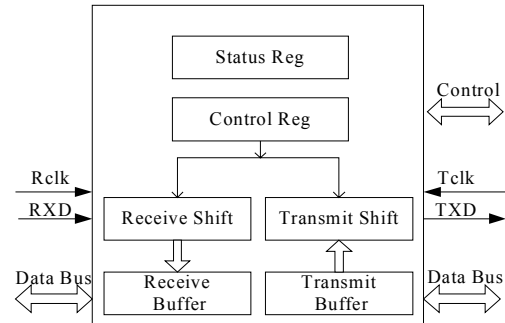 Status Reg
Control
Control Reg
Rclk
Tclk
RXD
Receive Shift
Transmit Shift
TXD
Data Bus
Receive
Buffer
Transmit
Buffer
Data Bus